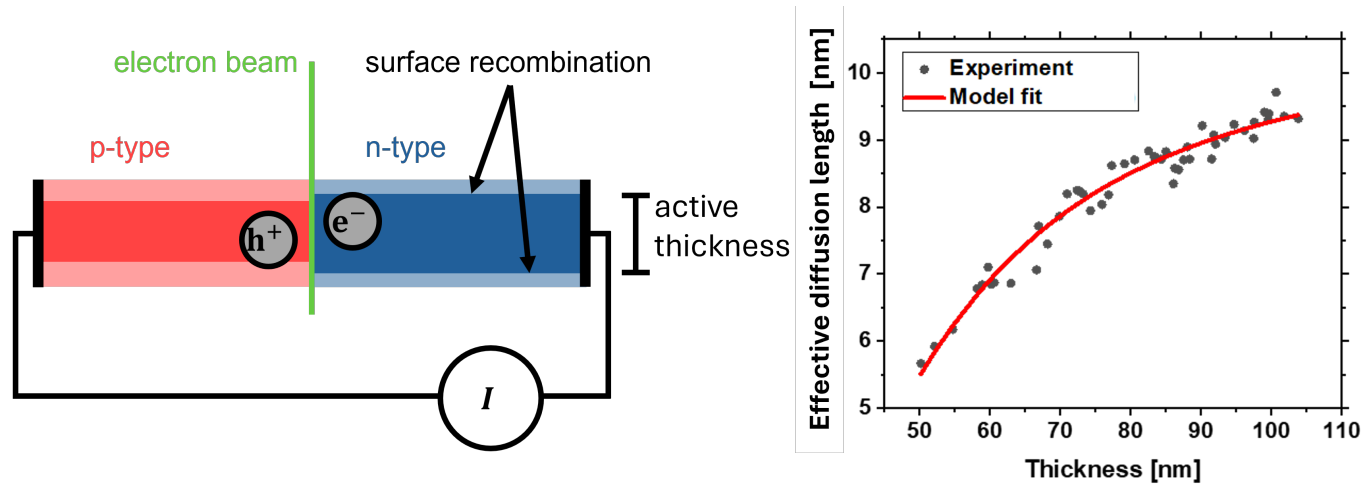 electron beam
surface recombination
p-type
n-type
h⁺
e⁻
active
thickness
I
Effective diffusion length [nm]
10
9
8
7
6
5
Experiment
Model fit
50 60 70 80 90 100 110
Thickness [nm]